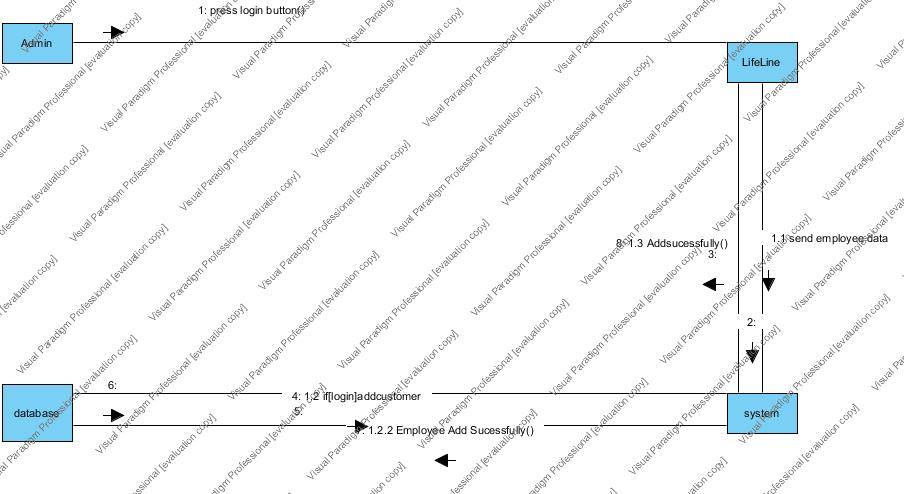 1: press login button()
Admin
LifeLine
8: 1.3 Addsucessfully()
1.1 send employee data
3:
2:
6:
4: 1.2 if[login]addcustomer
database
5:
system
1.2.2 Employee Add Sucessfully()
Visual Paradigm Professional [evaluation copy]